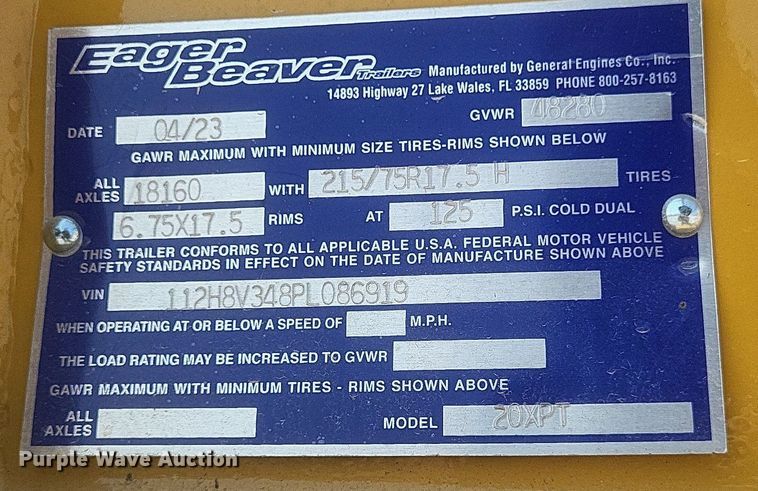 Eager
Beaver Trailers Manufactured by General Engines Co., Inc.
14893 Highway 27 Lake Wales, FL 33859 PHONE 800-257-8163
DATE 04/23 GVWR 48280
GAWR MAXIMUM WITH MINIMUM SIZE TIRES-RIMS SHOWN BELOW
ALL AXLES 18160 WITH 215/75R17.5 H TIRES
6.75X17.5 RIMS AT 125 P.S.I. COLD DUAL
THIS TRAILER CONFORMS TO ALL APPLICABLE U.S.A. FEDERAL MOTOR VEHICLE
SAFETY STANDARDS IN EFFECT ON THE DATE OF MANUFACTURE SHOWN ABOVE
VIN 112H8V348PL086919
WHEN OPERATING AT OR BELOW A SPEED OF M.P.H.
THE LOAD RATING MAY BE INCREASED TO GVWR
GAWR MAXIMUM WITH MINIMUM TIRES - RIMS SHOWN ABOVE
ALL AXLES MODEL 20XPT
Purple Wave Auction